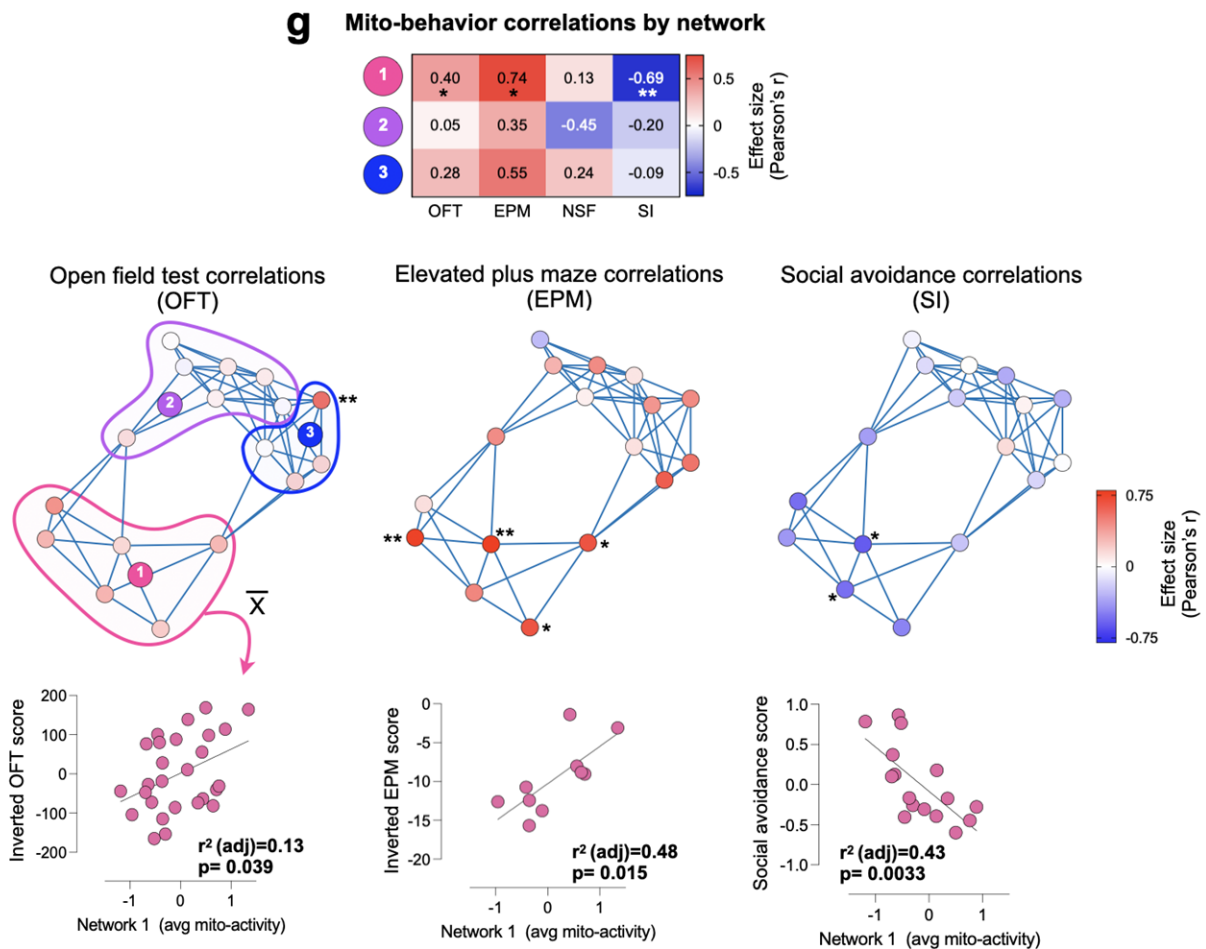 g Mito-behavior correlations by network
1 0.40 0.74 0.13 -0.69
* * **
2 0.05 0.35 -0.45 -0.20
3 0.28 0.55 0.24 -0.09
OFT EPM NSF SI
0.5
0
-0.5
Effect size
(Pearson's r)
Open field test correlations
(OFT)
2
**
3
1
X
Elevated plus maze correlations
(EPM)
**
**
*
*
Social avoidance correlations
(SI)
*
*
0.75
0
-0.75
Effect size
(Pearson's r)
Inverted OFT score
200
100
0
-100
-200
r² (adj)=0.13
p= 0.039
-1 0 1
Network 1 (avg mito-activity)
Inverted EPM score
0
-5
-10
-15
-20
r² (adj)=0.48
p= 0.015
-1 0 1
Network 1 (avg mito-activity)
Social avoidance score
1.0
0.5
0.0
-0.5
-1.0
r² (adj)=0.43
p= 0.0033
-1 0 1
Network 1 (avg mito-activity)